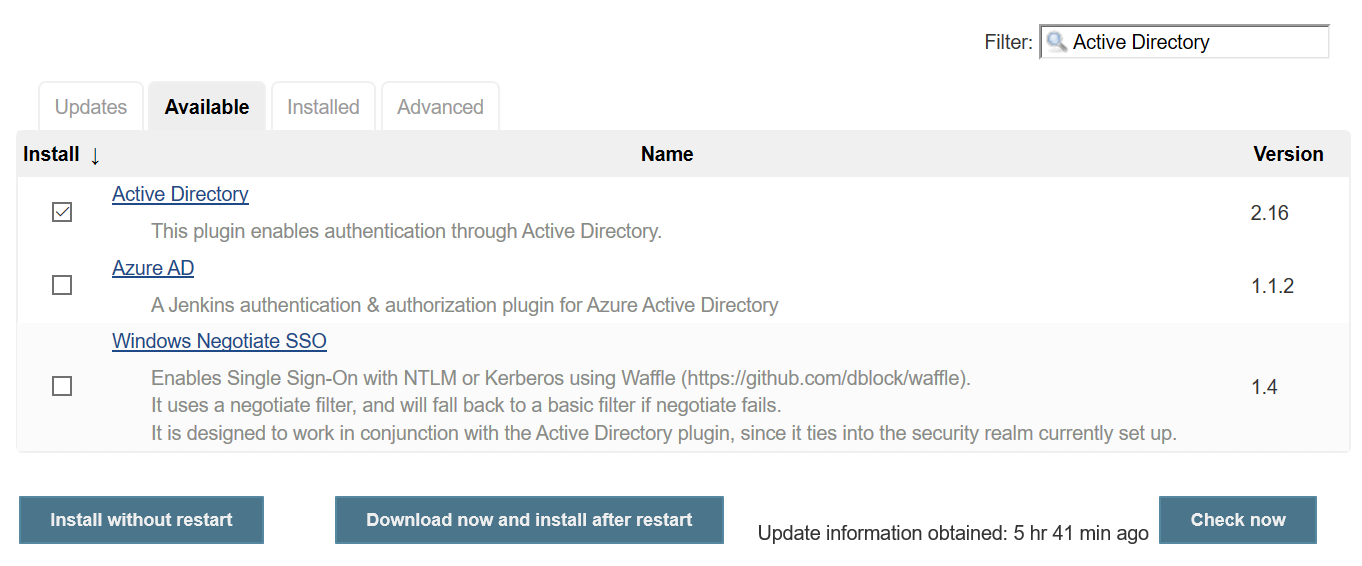 Filter: Active Directory
Updates Available Installed Advanced
Install ↓ Name Version
Active Directory
This plugin enables authentication through Active Directory.
2.16
Azure AD
A Jenkins authentication & authorization plugin for Azure Active Directory
1.1.2
Windows Negotiate SSO
Enables Single Sign-On with NTLM or Kerberos using Waffle (https://github.com/dblock/waffle).
It uses a negotiate filter, and will fall back to a basic filter if negotiate fails.
It is designed to work in conjunction with the Active Directory plugin, since it ties into the security realm currently set up.
1.4
Install without restart Download now and install after restart Update information obtained: 5 hr 41 min ago Check now